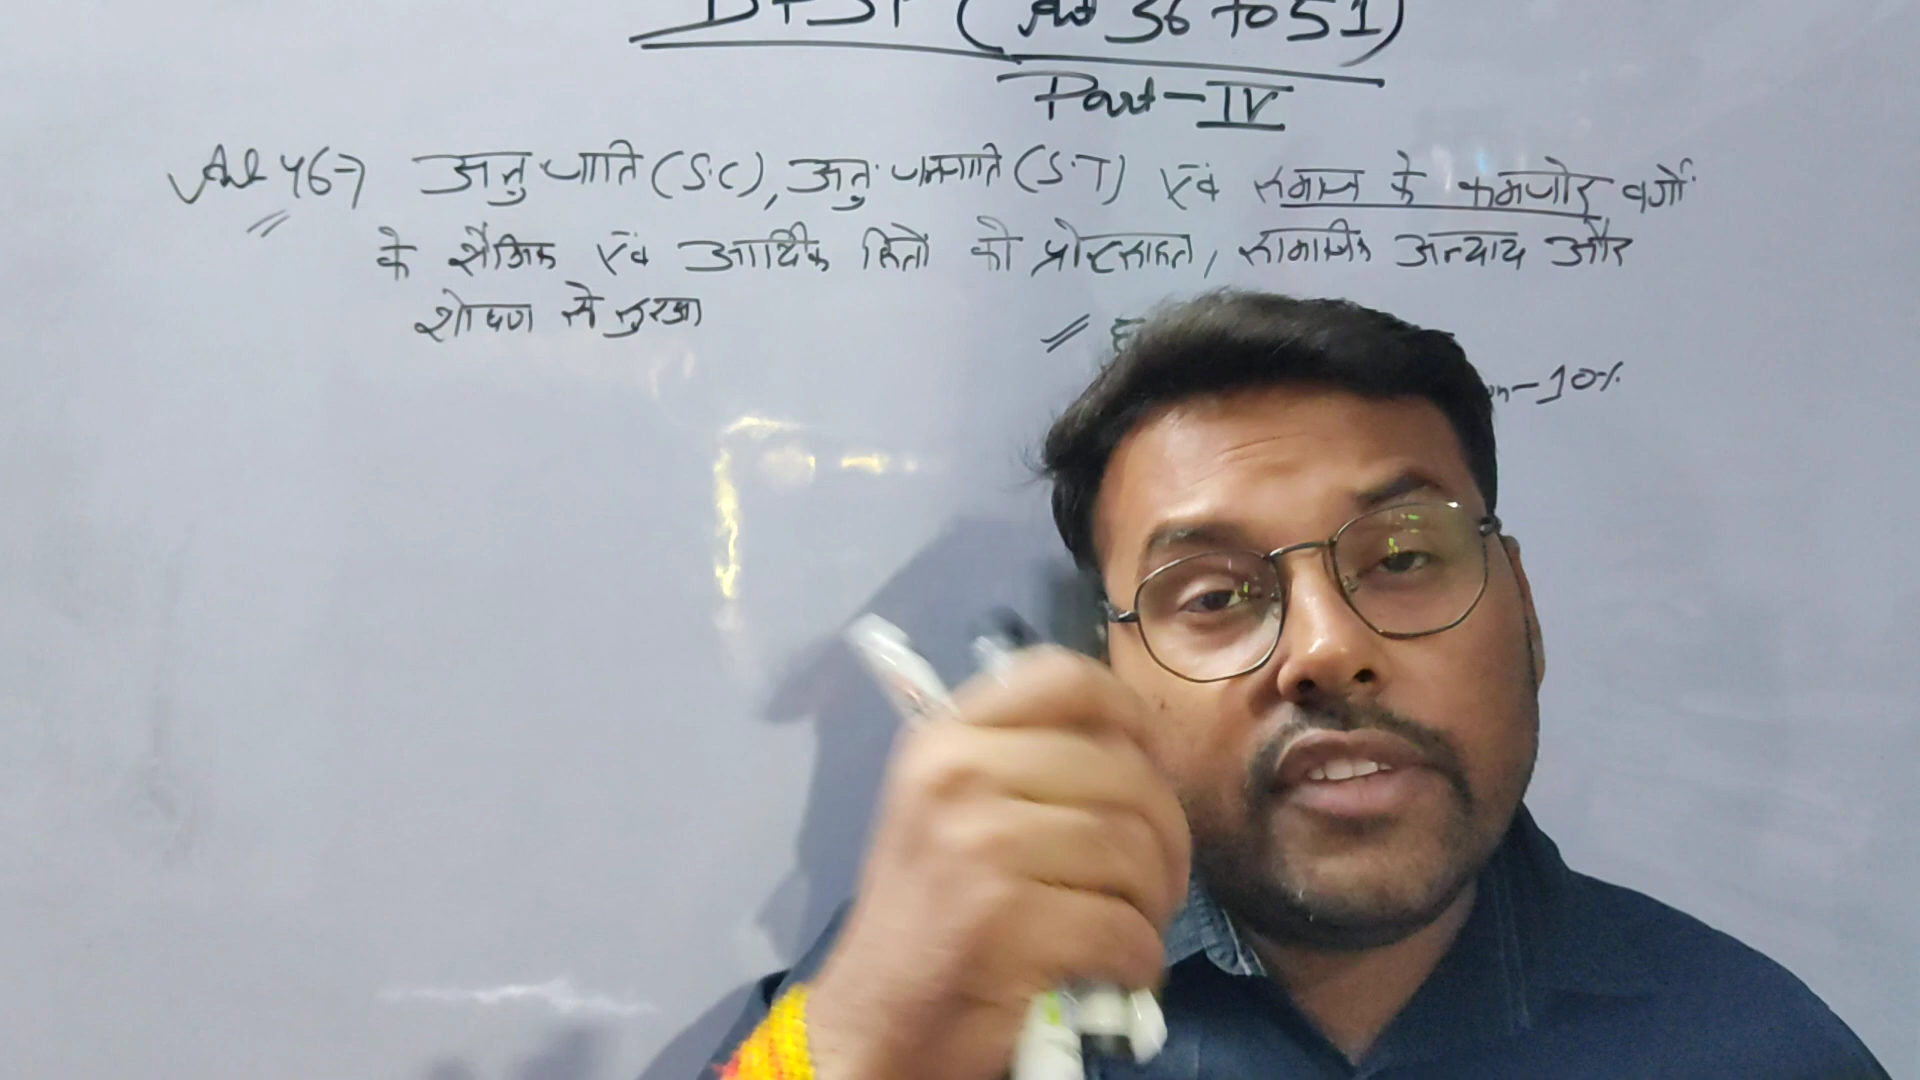 DPSP (Art 36 to 51)
Part-IV
Art 46→ अनु॰ जाति (S.C), अनु॰ जनजाति (S.T) एवं समाज के कमजोर वर्गों
के शैक्षिक एवं आर्थिक हितों को प्रोत्साहन, सामाजिक अन्याय और
शोषण से सुरक्षा
-10%